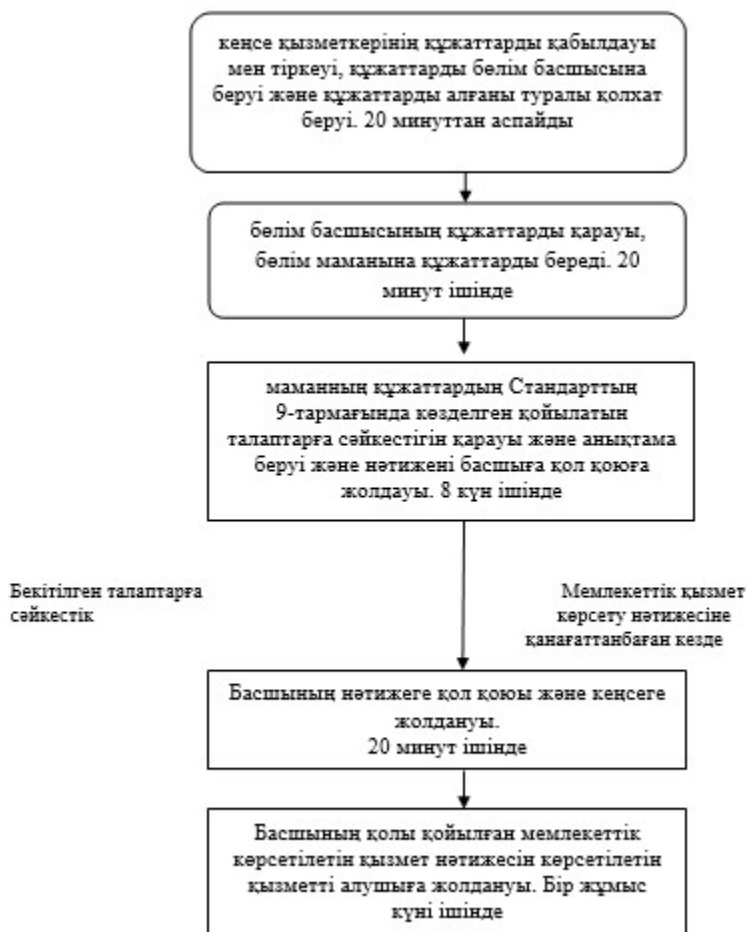 кеңсе қызметкерінің құжаттарды қабылдауы
мен тіркеуі, құжаттарды бөлім басшысына
беруі және құжаттарды алғаны туралы қолхат
беруі. 20 минуттан аспайды
бөлім басшысының құжаттарды қарауы,
бөлім маманына құжаттарды береді. 20
минут ішінде
маманның құжаттардың Стандарттың
9-тармағында көзделген қойылатын
талаптарға сәйкестігін қарауы және анықтама
беруі және нәтижені басшыға қол қоюға
жолдауы. 8 күн ішінде
Бекітілген талаптарға
сәйкестік
Мемлекеттік қызмет
көрсету нәтижесіне
қанағаттанбаған кезде
Басшының нәтижеге қол қоюы және кеңсеге
жолдануы.
20 минут ішінде
Басшының қолы қойылған мемлекеттік
көрсетілетін қызмет нәтижесін көрсетілетін
қызметті алушыға жолдануы. Бір жұмыс
күні ішінде